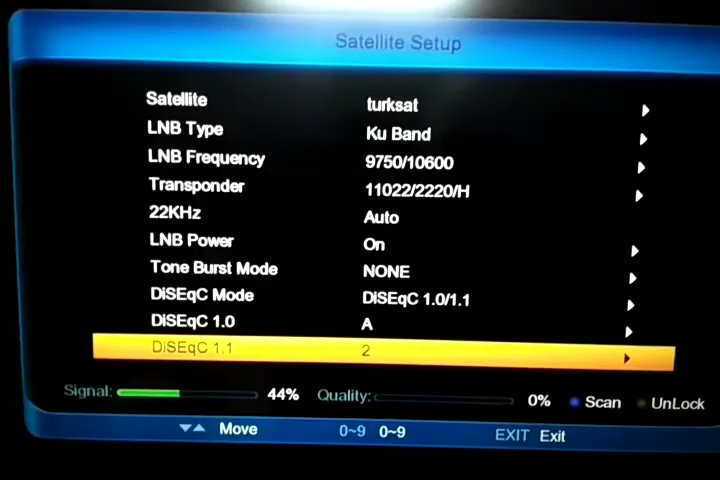 Satellite Setup
Satellite turksat
LNB Type Ku Band
LNB Frequency 9750/10600
Transponder 11022/2220/H
22KHz Auto
LNB Power On
Tone Burst Mode NONE
DiSEqC Mode DiSEqC 1.0/1.1
DiSEqC 1.0 A
DiSEqC 1.1 2
Signal: 44% Quality: 0% Scan UnLock
Move 0~9 0~9 EXIT Exit